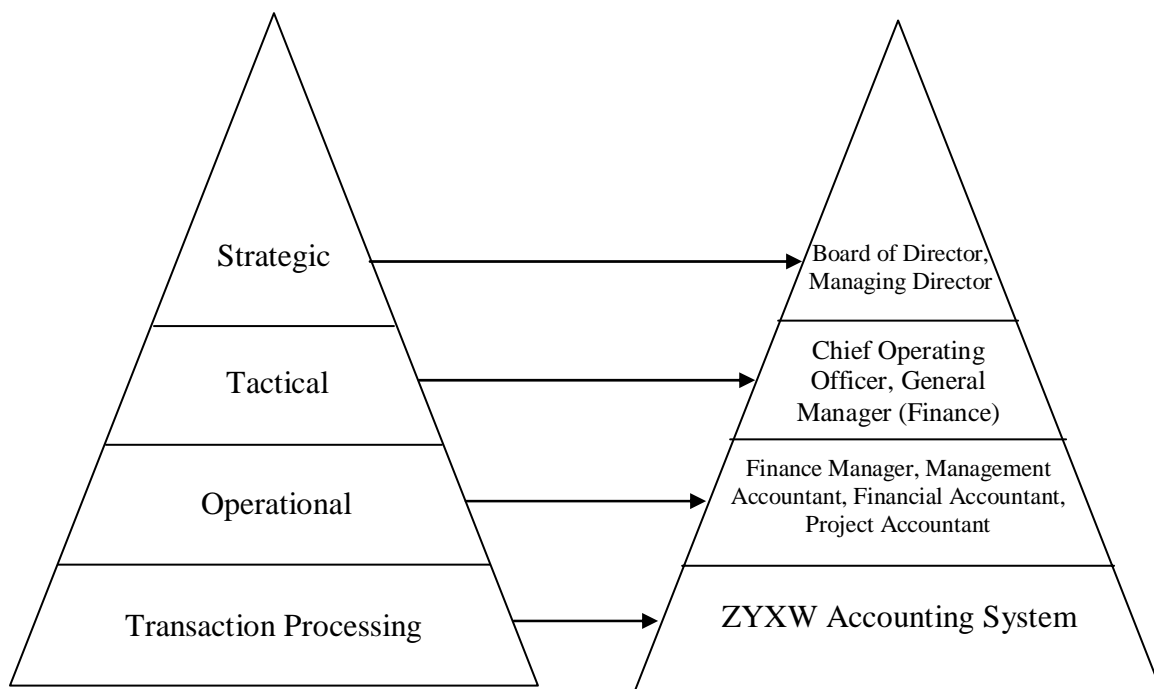 Strategic
Board of Director,
Managing Director
Tactical
Chief Operating
Officer, General
Manager (Finance)
Operational
Finance Manager, Management
Accountant, Financial Accountant,
Project Accountant
Transaction Processing
ZYXW Accounting System